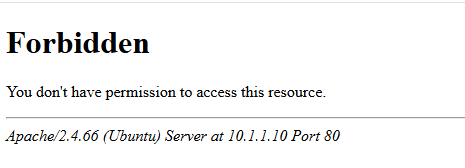 Forbidden
You don't have permission to access this resource.
Apache/2.4.66 (Ubuntu) Server at 10.1.1.10 Port 80